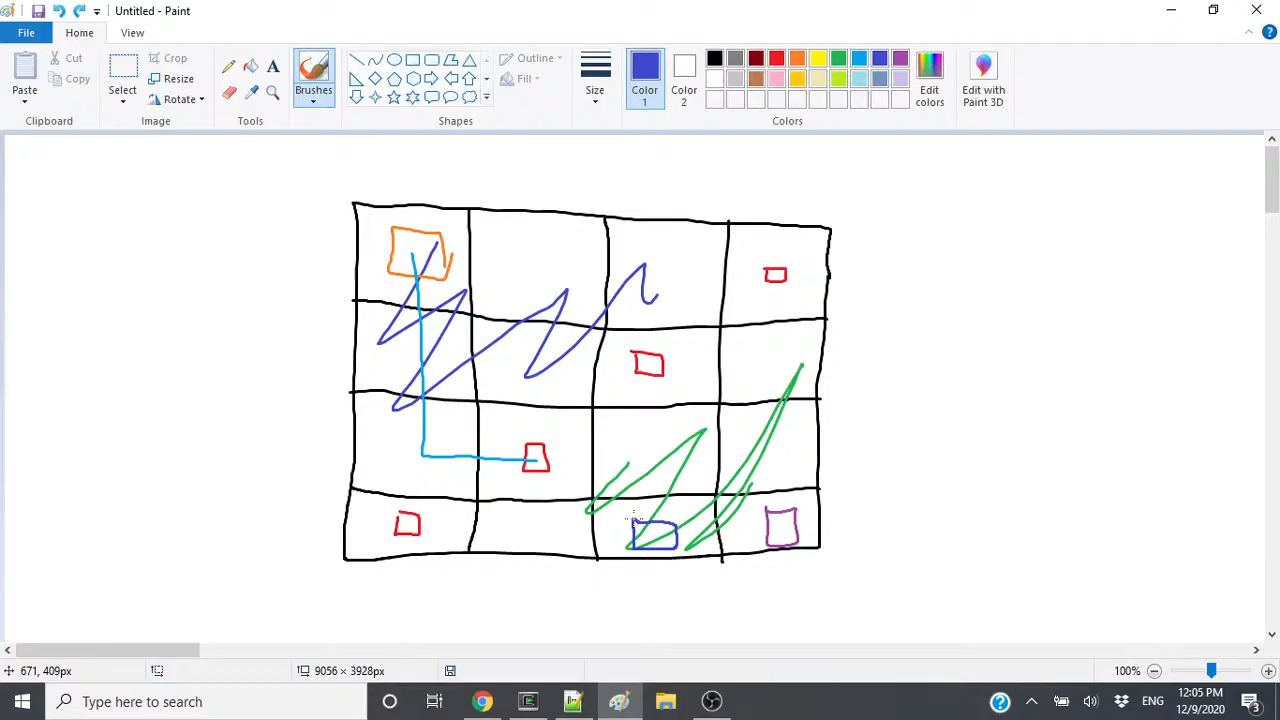 Untitled - Paint
File
Home
View
Paste
Cut
Copy
Clipboard
Select
Crop
Resize
Rotate
Image
Tools
Brushes
Shapes
Outline
Fill
Size
Color 1
Color 2
Edit colors
Colors
Edit with Paint 3D
671, 409px
9056 × 3928px
100%
Type here to search
ENG
12:05 PM
12/9/2020
3